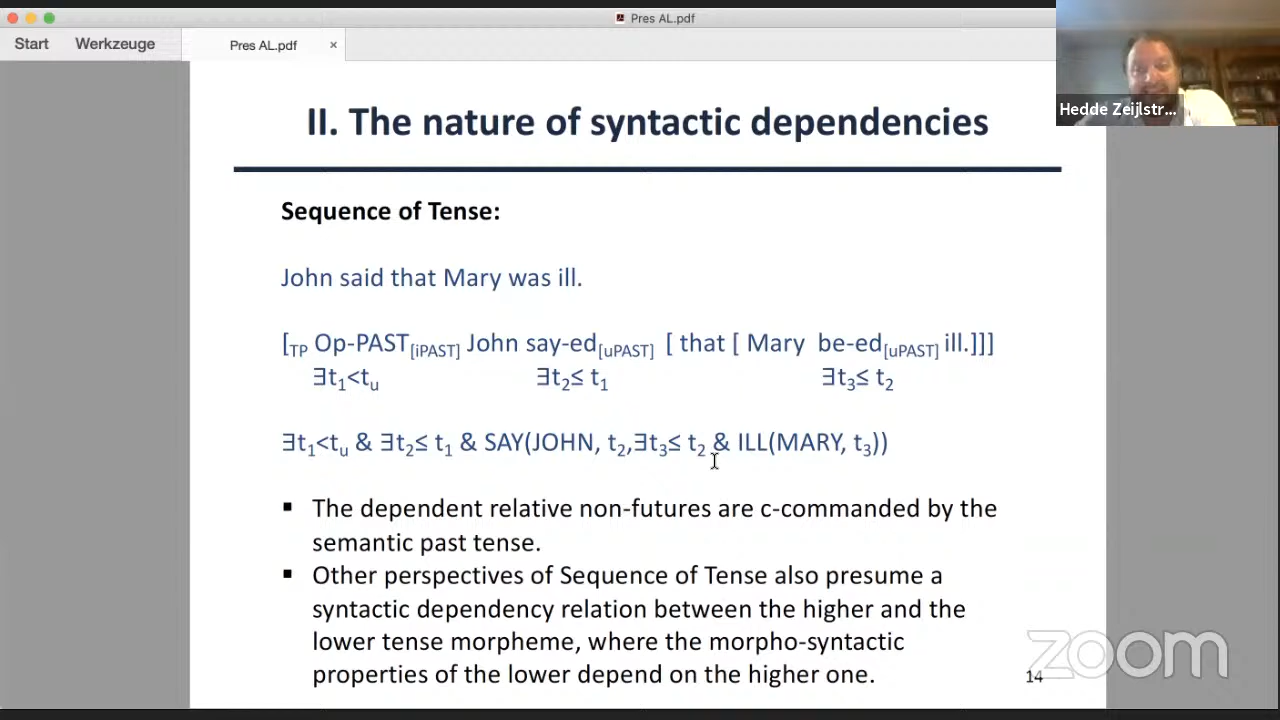 Pres AL.pdf
Start Werkzeuge Pres AL.pdf ×
Hedde Zeijlstr...
II. The nature of syntactic dependencies
Sequence of Tense:
John said that Mary was ill.
[TP Op-PAST[iPAST] John say-ed[uPAST] [ that [ Mary be-ed[uPAST] ill.]]]
∃t1<tu ∃t2≤ t1 ∃t3≤ t2
∃t1<tu & ∃t2≤ t1 & SAY(JOHN, t2,∃t3≤ t2 & ILL(MARY, t3))
▪ The dependent relative non-futures are c-commanded by the
semantic past tense.
▪ Other perspectives of Sequence of Tense also presume a
syntactic dependency relation between the higher and the
lower tense morpheme, where the morpho-syntactic
properties of the lower depend on the higher one.
zoom
14